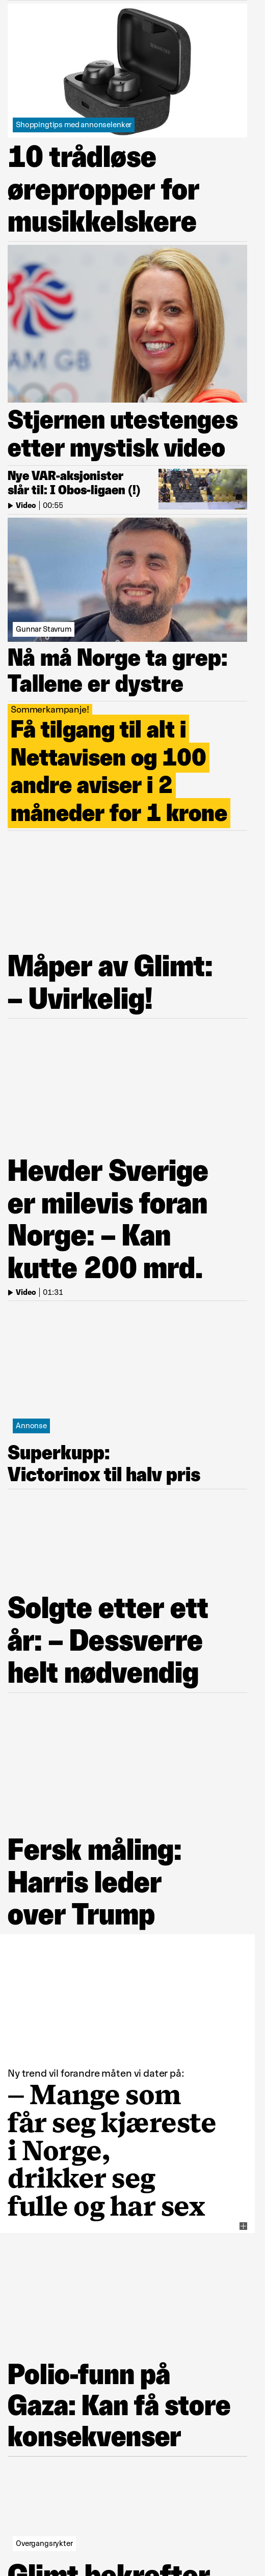 Shoppingtips med annonselenker
10 trådløse
ørepropper for
musikkelskere
AM GB
Stjernen utestenges
etter mystisk video
Nye VAR-aksjonister
slår til: I Obos-ligaen (!)
Video | 00:55
Gunnar Stavrum
Nå må Norge ta grep:
Tallene er dystre
Sommerkampanje!
Få tilgang til alt i
Nettavisen og 100
andre aviser i 2
måneder for 1 krone
Måper av Glimt:
– Uvirkelig!
Hevder Sverige
er milevis foran
Norge: – Kan
kutte 200 mrd.
Video | 01:31
Annonse
Superkupp:
Victorinox til halv pris
Solgte etter ett
år: – Dessverre
helt nødvendig
Fersk måling:
Harris leder
over Trump
Ny trend vil forandre måten vi dater på:
– Mange som
får seg kjæreste
i Norge,
drikker seg
fulle og har sex
Polio-funn på
Gaza: Kan få store
konsekvenser
Overgangsrykter
Glimt bekrefter